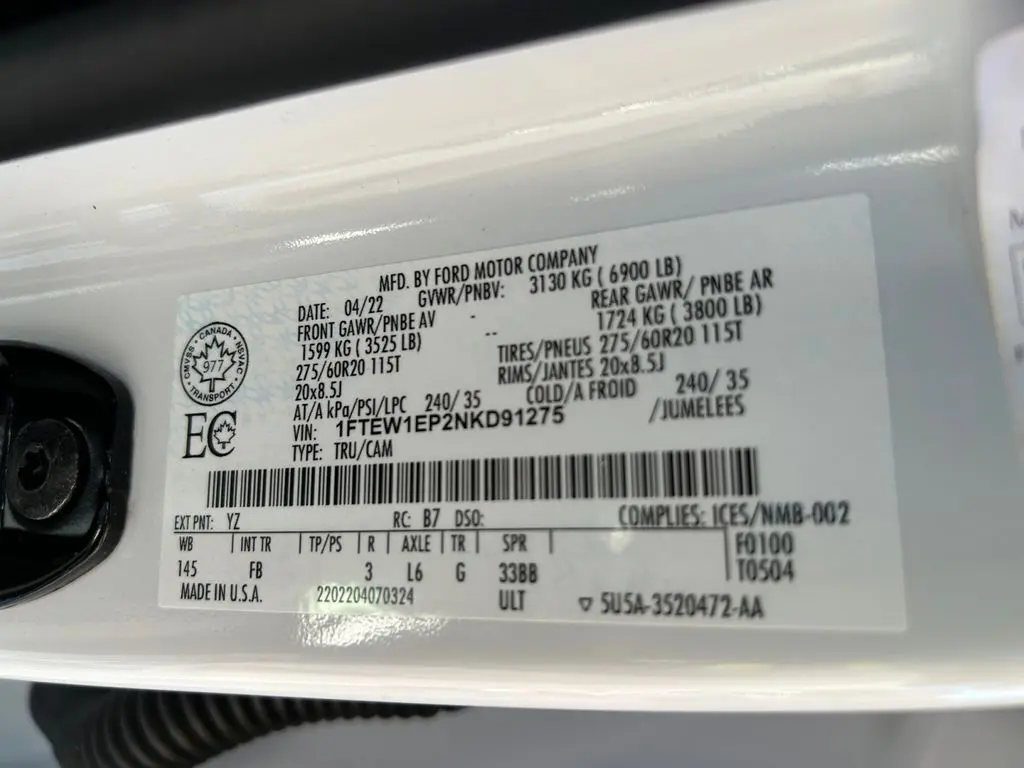 MFD. BY FORD MOTOR COMPANY
DATE: 04/22 GVWR/PNBV: 3130 KG ( 6900 LB)
FRONT GAWR/PNBE AV - REAR GAWR/ PNBE AR
1599 KG ( 3525 LB) -- 1724 KG ( 3800 LB)
275/60R20 115T TIRES/PNEUS 275/60R20 115T
20x8.5J RIMS/JANTES 20x8.5J
AT/A kPa/PSI/LPC 240/ 35 COLD/A FROID 240/ 35
VIN: 1FTEW1EP2NKD91275 /JUMELEES
TYPE: TRU/CAM
CMVSS · CANADA · NSVAC
977
· TRANSPORT ·
EC
EXT PNT: YZ RC: B7 DSO: COMPLIES: ICES/NMB-002
WB | INT TR | TP/PS | R | AXLE | TR | SPR | F0100
145 FB 3 L6 G 33BB T0504
MADE IN U.S.A. 2202204070324 ULT ▽ 5U5A-3520472-AA